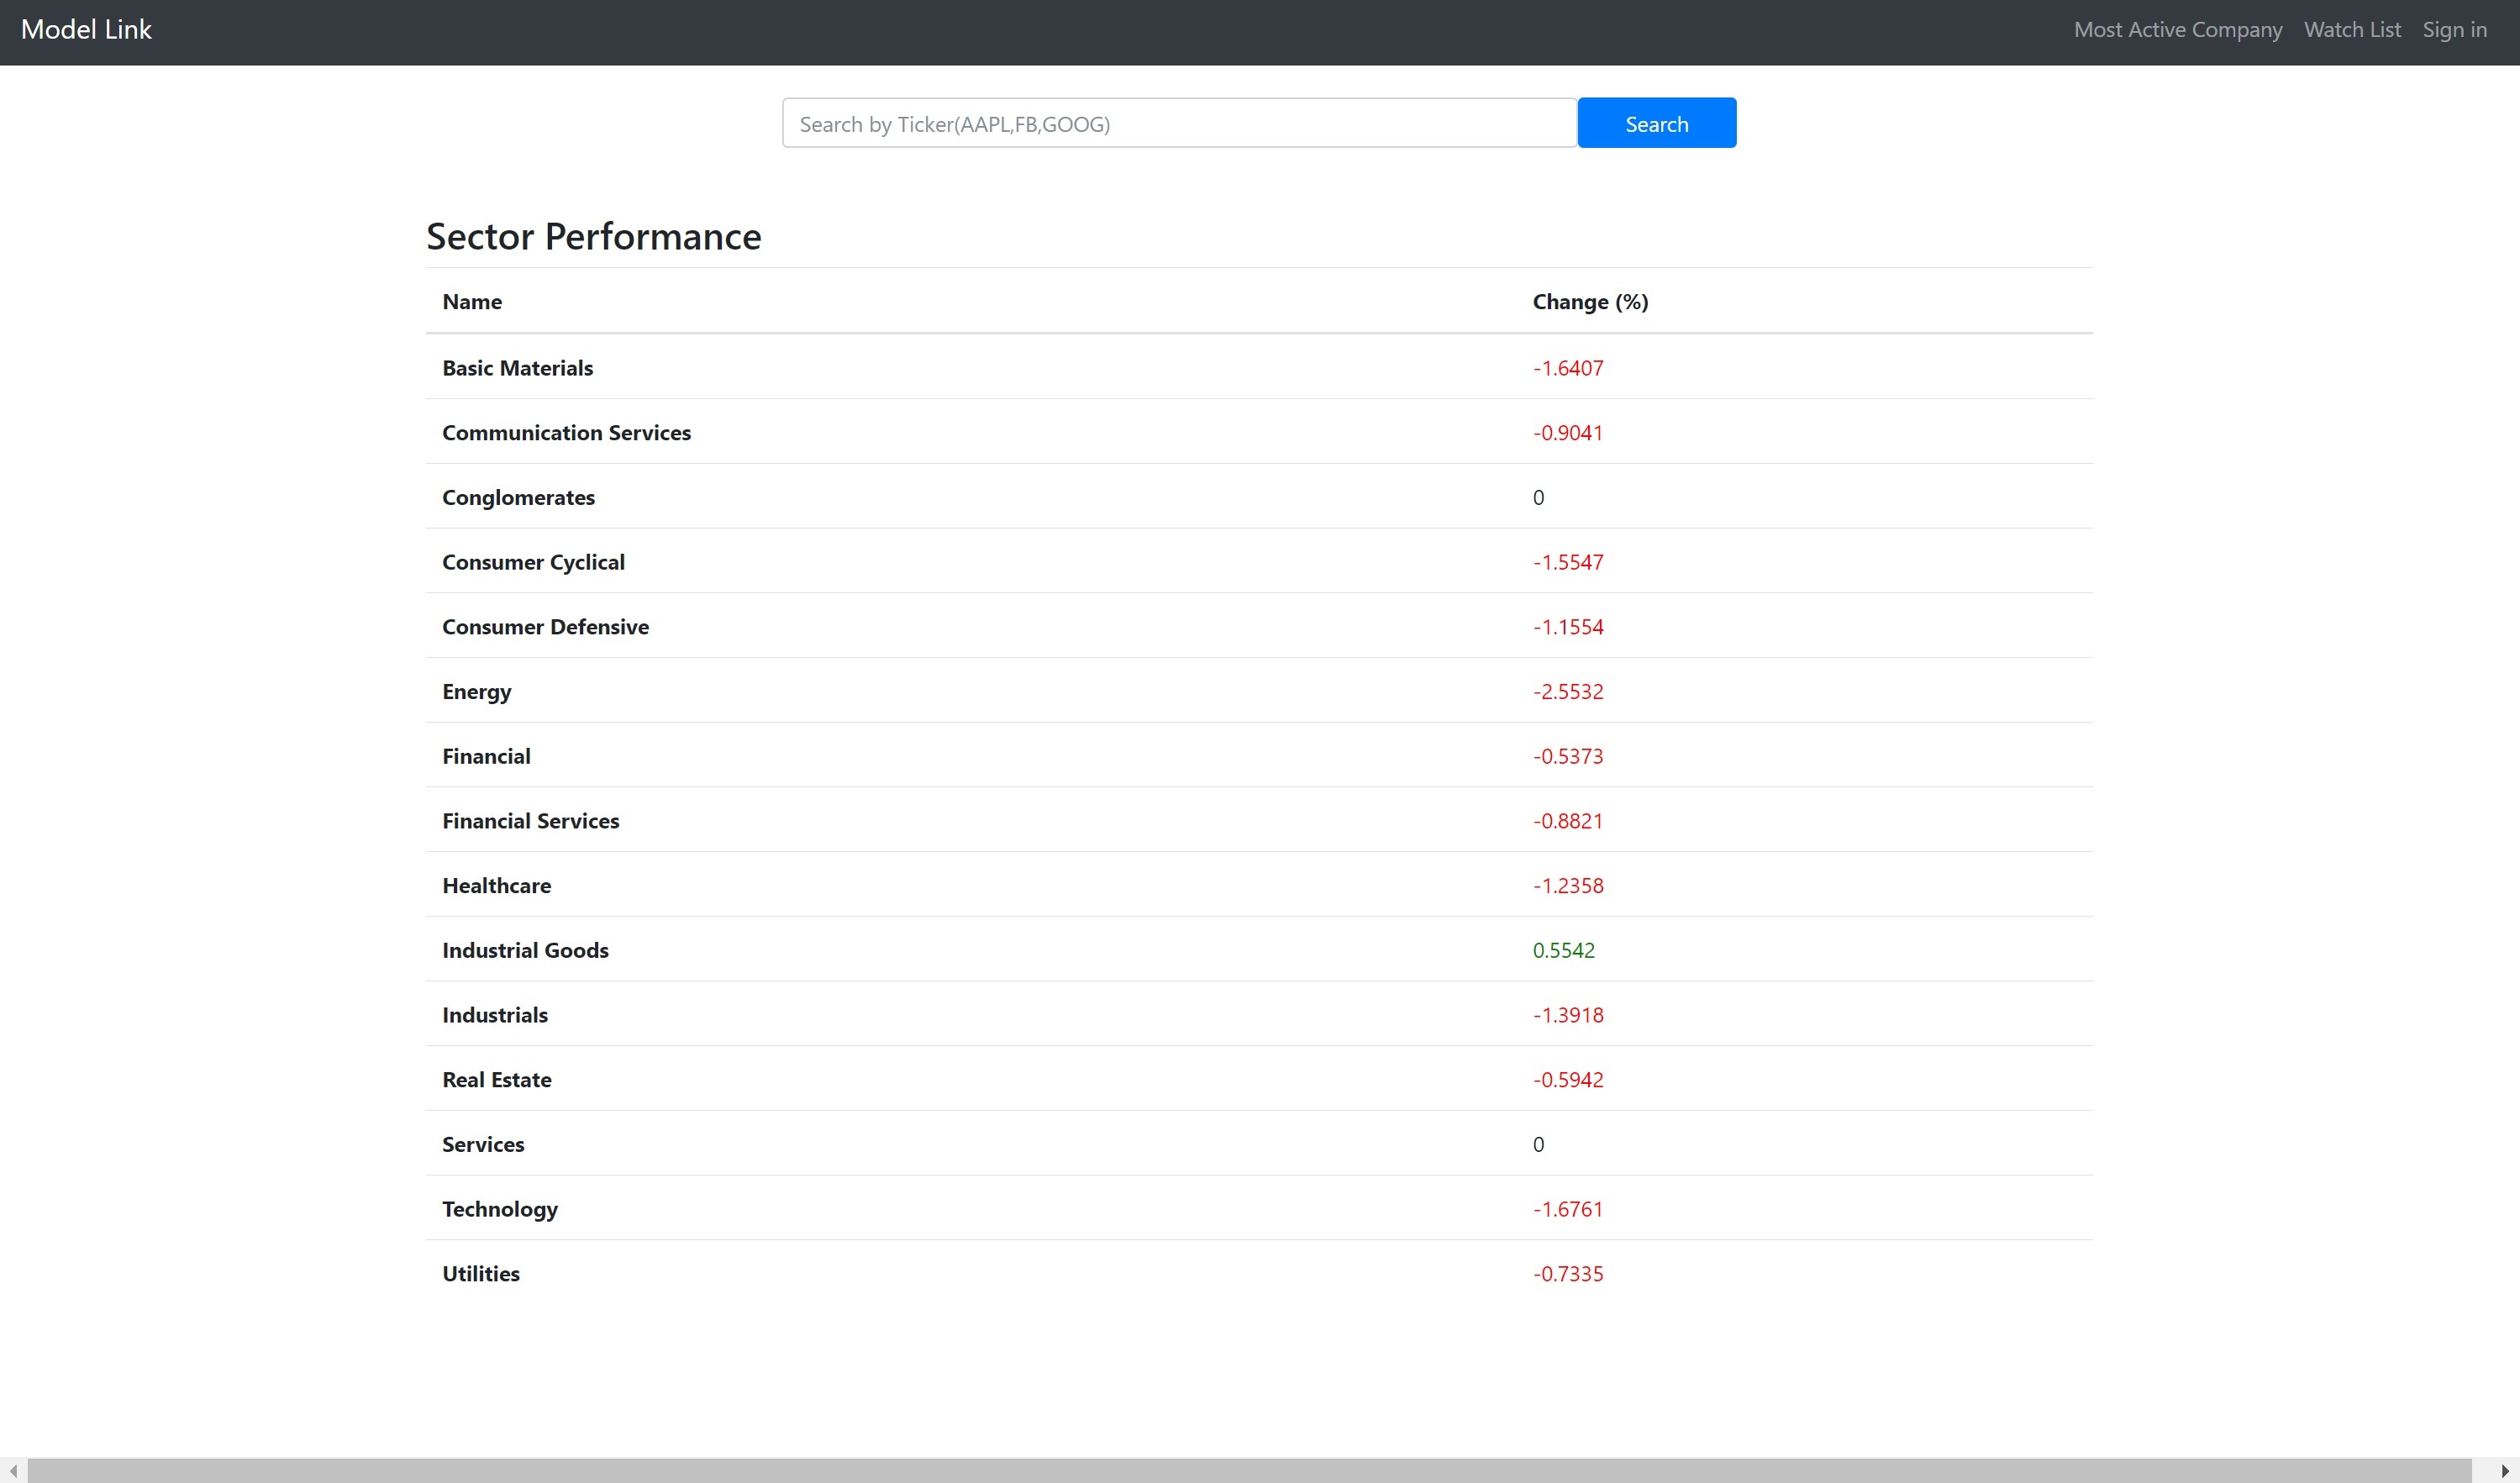 Model Link Most Active Company Watch List Sign in
Search by Ticker(AAPL,FB,GOOG) Search
Sector Performance
Name Change (%)
Basic Materials -1.6407
Communication Services -0.9041
Conglomerates 0
Consumer Cyclical -1.5547
Consumer Defensive -1.1554
Energy -2.5532
Financial -0.5373
Financial Services -0.8821
Healthcare -1.2358
Industrial Goods 0.5542
Industrials -1.3918
Real Estate -0.5942
Services 0
Technology -1.6761
Utilities -0.7335